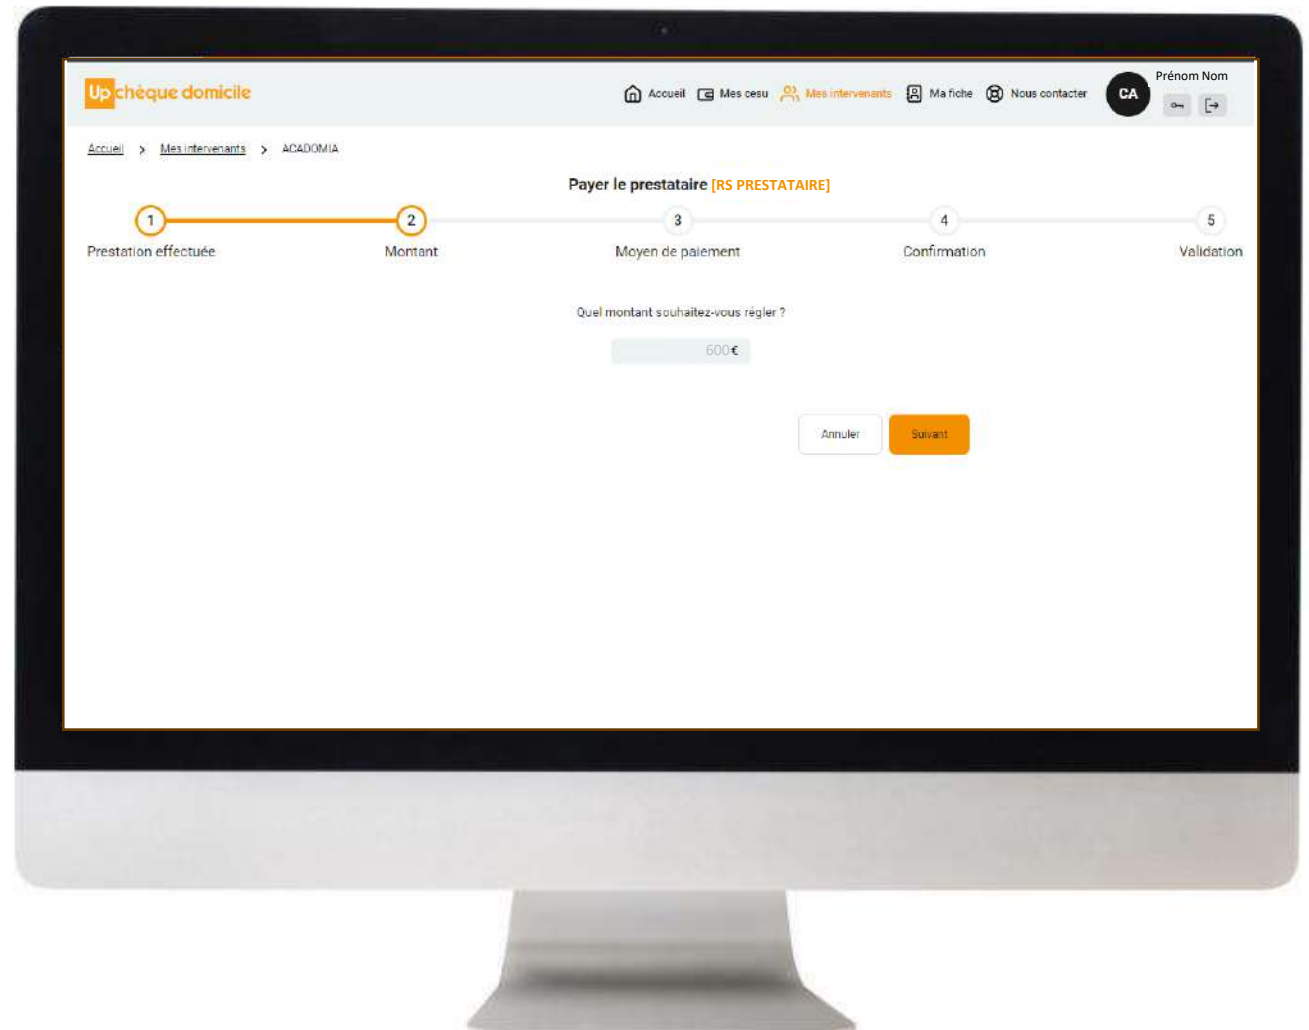 Up chèque domicile
Accueil Mes cesu Mes intervenants Ma fiche Nous contacter CA Prénom Nom
Accueil > Mes intervenants > ACADOMIA
Payer le prestataire [RS PRESTATAIRE]
1 2 3 4 5
Prestation effectuée Montant Moyen de paiement Confirmation Validation
Quel montant souhaitez-vous régler ?
600€
Annuler Suivant